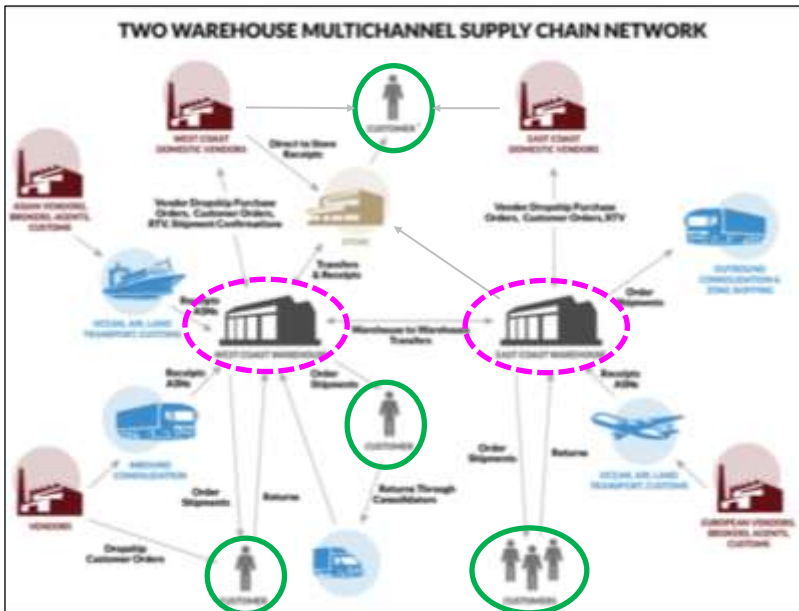 TWO WAREHOUSE MULTICHANNEL SUPPLY CHAIN NETWORK
CUSTOMER
WEST COAST
DOMESTIC VENDORS
EAST COAST
DOMESTIC VENDORS
Direct to Store
Receipts
ASIAN VENDORS,
BROKERS, AGENTS,
CUSTOMS
Vendor Dropship Purchase
Orders, Customer Orders,
RTV, Shipment Confirmations
STORE
Vendor Dropship Purchase
Orders, Customer Orders, RTV
OUTBOUND
CONSOLIDATION &
ZONE SKIPPING
Transfers
& Receipts
Order
Shipments
Receipts
ASNs
OCEAN, AIR, LAND
TRANSPORT, CUSTOMS
Warehouse to Warehouse
Transfers
WEST COAST WAREHOUSE
EAST COAST WAREHOUSE
Receipts
ASNs
Order
Shipments
Receipts
ASNs
CUSTOMER
INBOUND
CONSOLIDATION
Order
Shipments
Returns
Returns Through
Consolidators
Order
Shipments
Returns
OCEAN, AIR, LAND
TRANSPORT, CUSTOMS
VENDORS
EUROPEAN VENDORS,
BROKERS, AGENTS,
CUSTOMS
Dropship
Customer Orders
CUSTOMER
CUSTOMERS